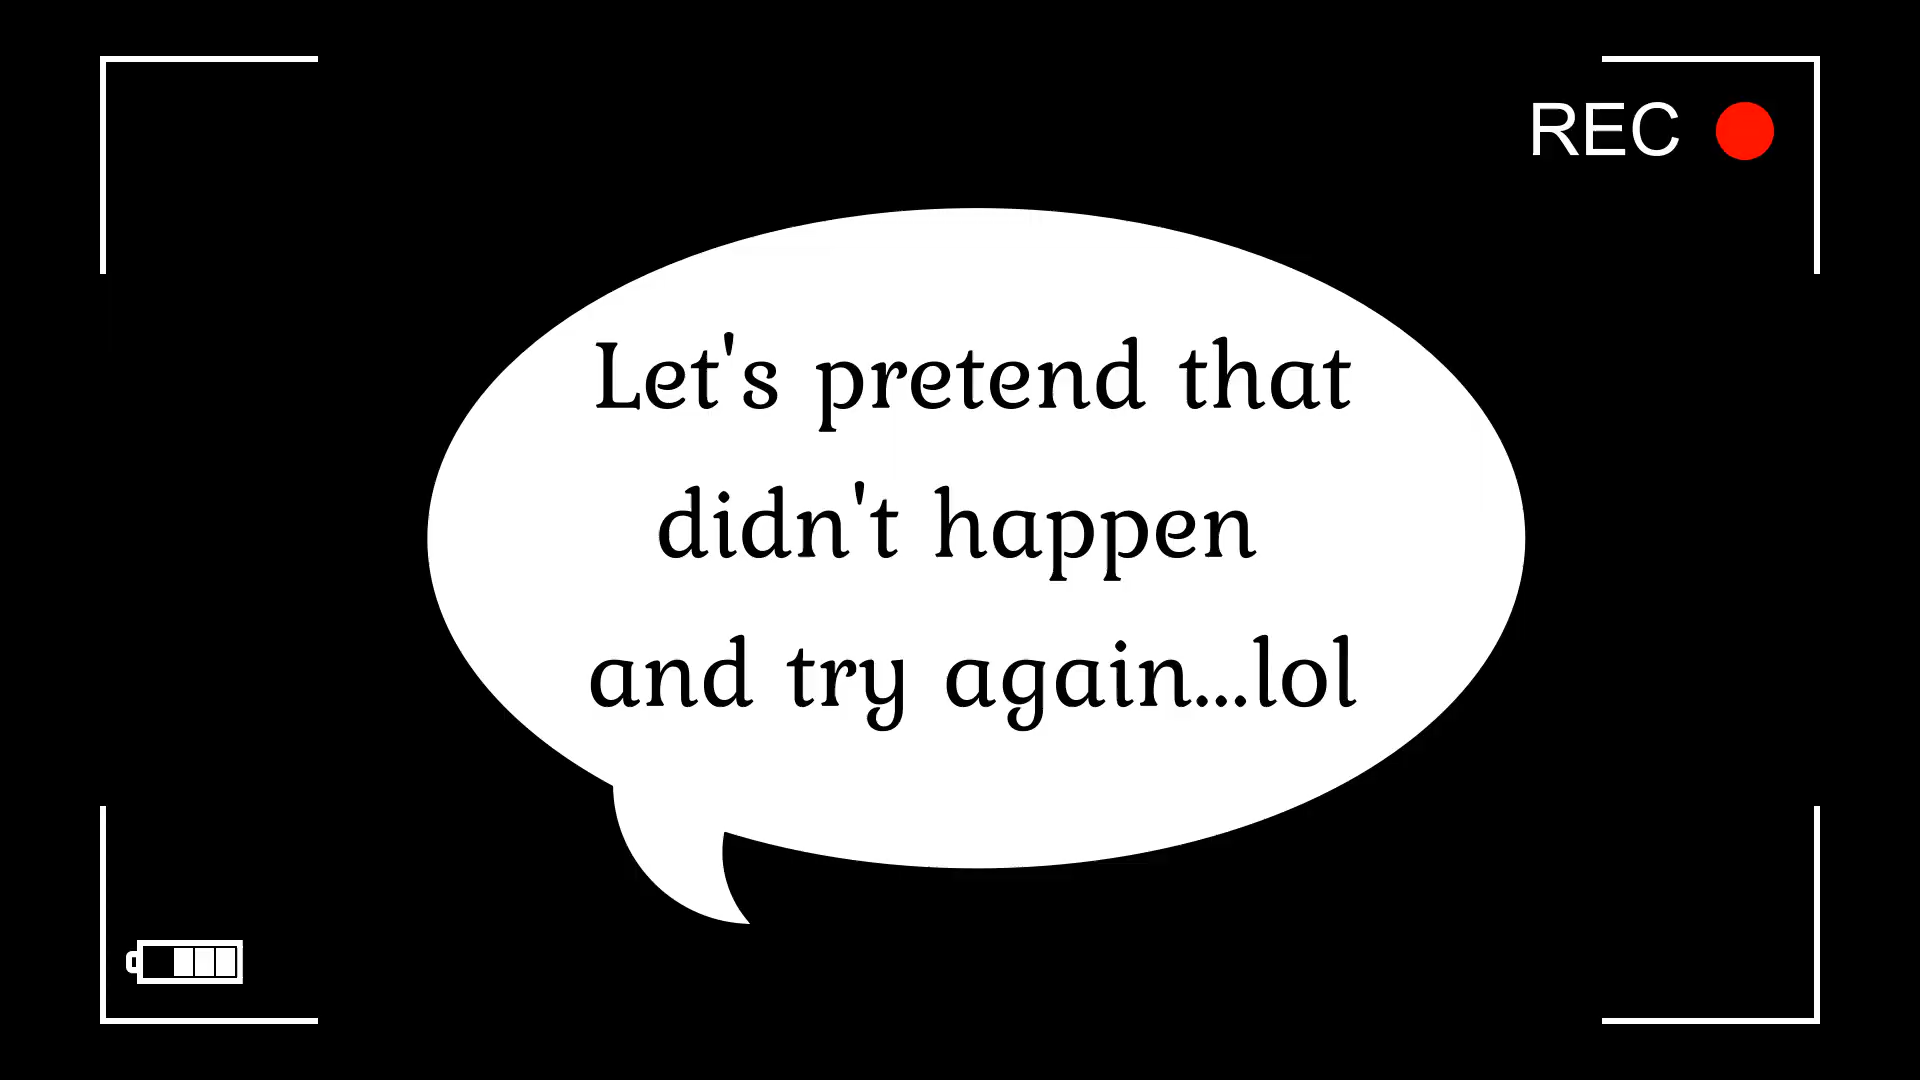 REC
Let's pretend that
didn't happen
and try again...lol